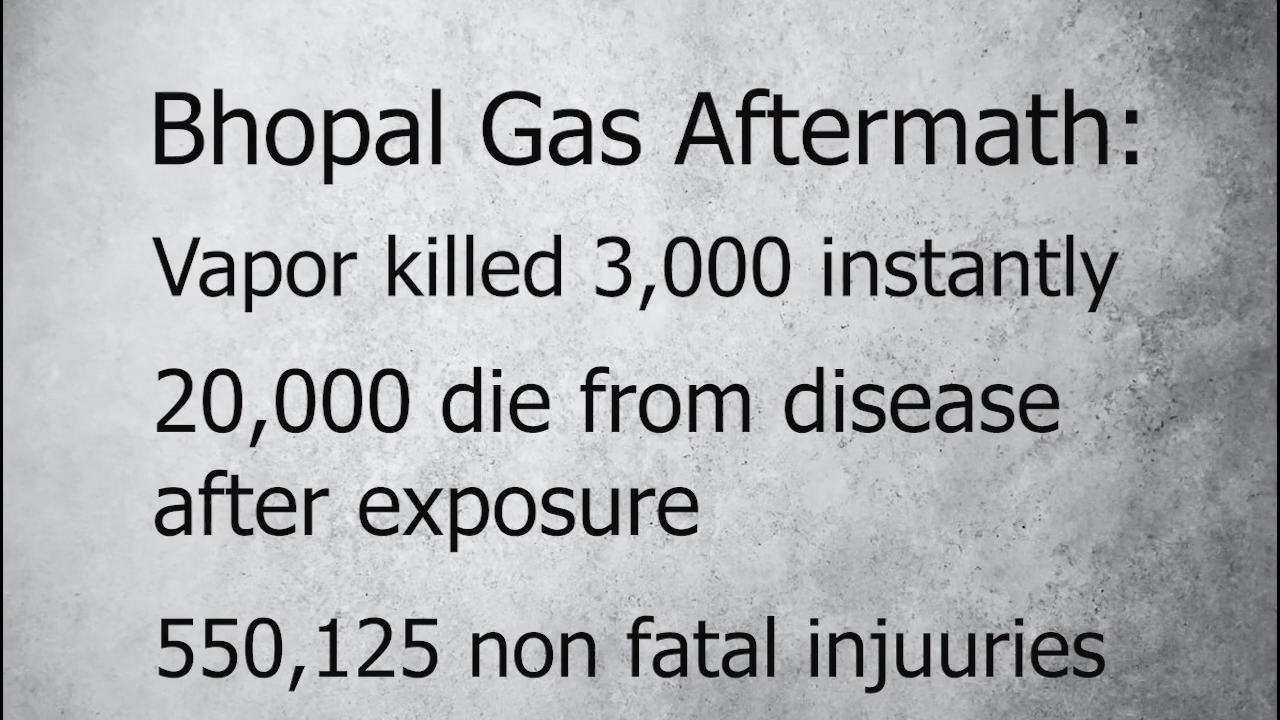 Bhopal Gas Aftermath:
Vapor killed 3,000 instantly
20,000 die from disease
after exposure
550,125 non fatal injuuries